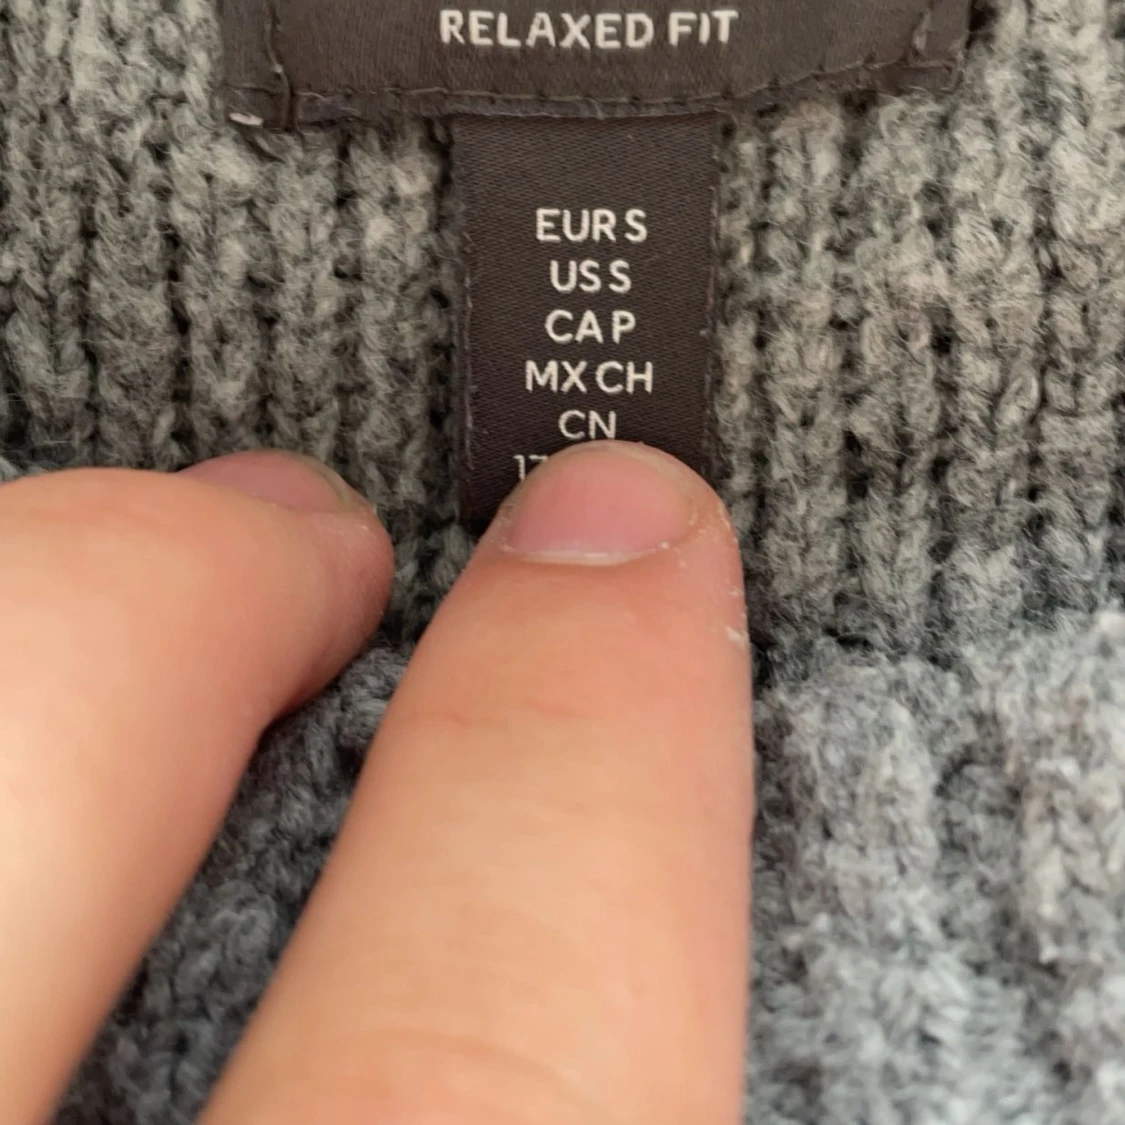 RELAXED FIT
EUR S
US S
CA P
MX CH
CN